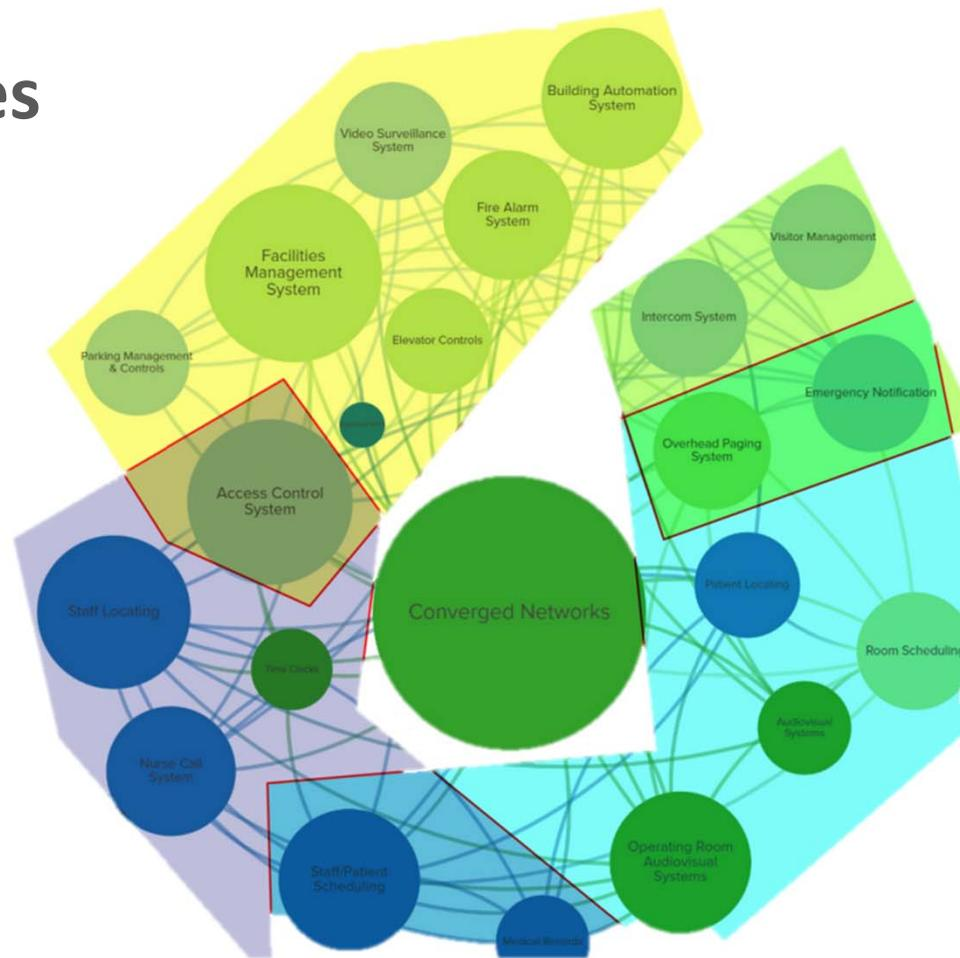 es
Building Automation
System
Video Surveillance
System
Fire Alarm
System
Visitor Management
Facilities
Management
System
Intercom System
Elevator Controls
Parking Management
& Controls
Emergency Notification
Overhead Paging
System
Access Control
System
Patient Locating
Staff Locating
Converged Networks
Room Scheduling
Time Clocks
Audiovisual
Systems
Nurse Call
System
Operating Room
Audiovisual
Systems
Staff/Patient
Scheduling
Medical Records